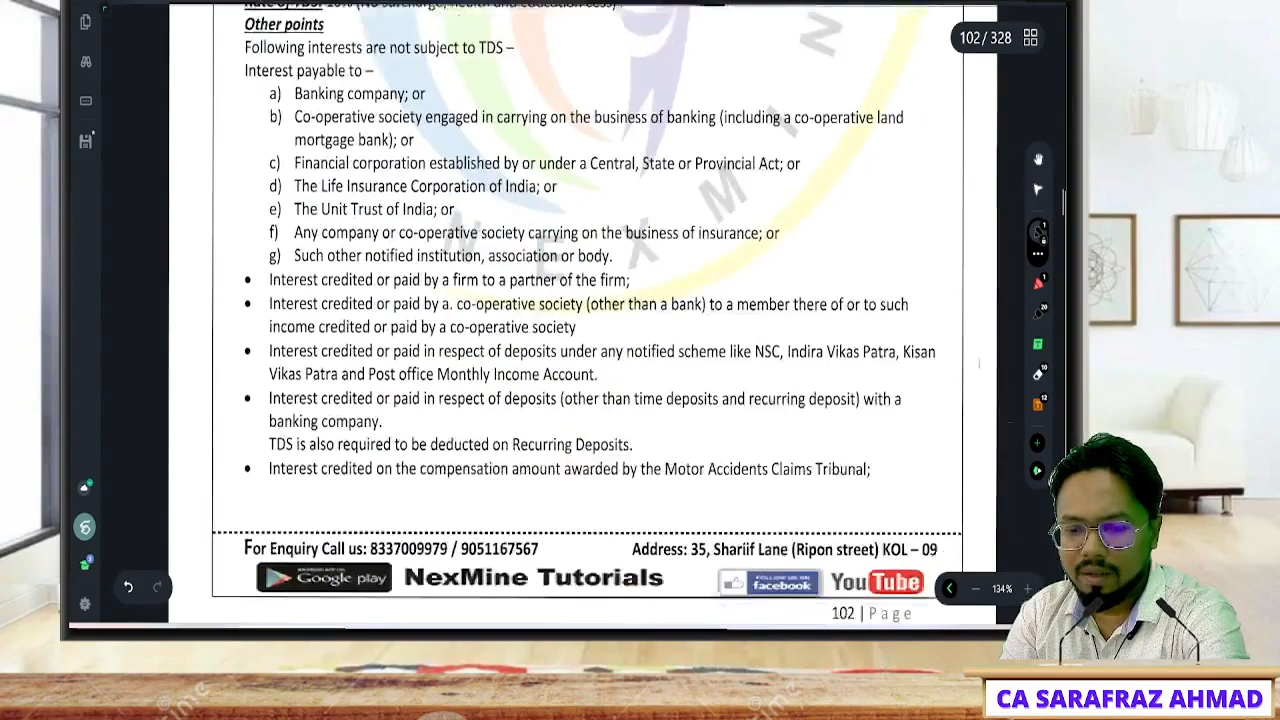 Rate of TDS: 10% (No surcharge, health and education cess)
Other points
102/ 328
Following interests are not subject to TDS –
Interest payable to –
a) Banking company; or
b) Co-operative society engaged in carrying on the business of banking (including a co-operative land
mortgage bank); or
c) Financial corporation established by or under a Central, State or Provincial Act; or
d) The Life Insurance Corporation of India; or
e) The Unit Trust of India; or
f) Any company or co-operative society carrying on the business of insurance; or
g) Such other notified institution, association or body.
• Interest credited or paid by a firm to a partner of the firm;
• Interest credited or paid by a. co-operative society (other than a bank) to a member there of or to such
income credited or paid by a co-operative society
• Interest credited or paid in respect of deposits under any notified scheme like NSC, Indira Vikas Patra, Kisan
Vikas Patra and Post office Monthly Income Account.
• Interest credited or paid in respect of deposits (other than time deposits and recurring deposit) with a
banking company.
TDS is also required to be deducted on Recurring Deposits.
• Interest credited on the compensation amount awarded by the Motor Accidents Claims Tribunal;
For Enquiry Call us: 8337009979 / 9051167567 Address: 35, Shariif Lane (Ripon street) KOL – 09
Google play NexMine Tutorials facebook YouTube
134%
102 | Page
CA SARAFRAZ AHMAD